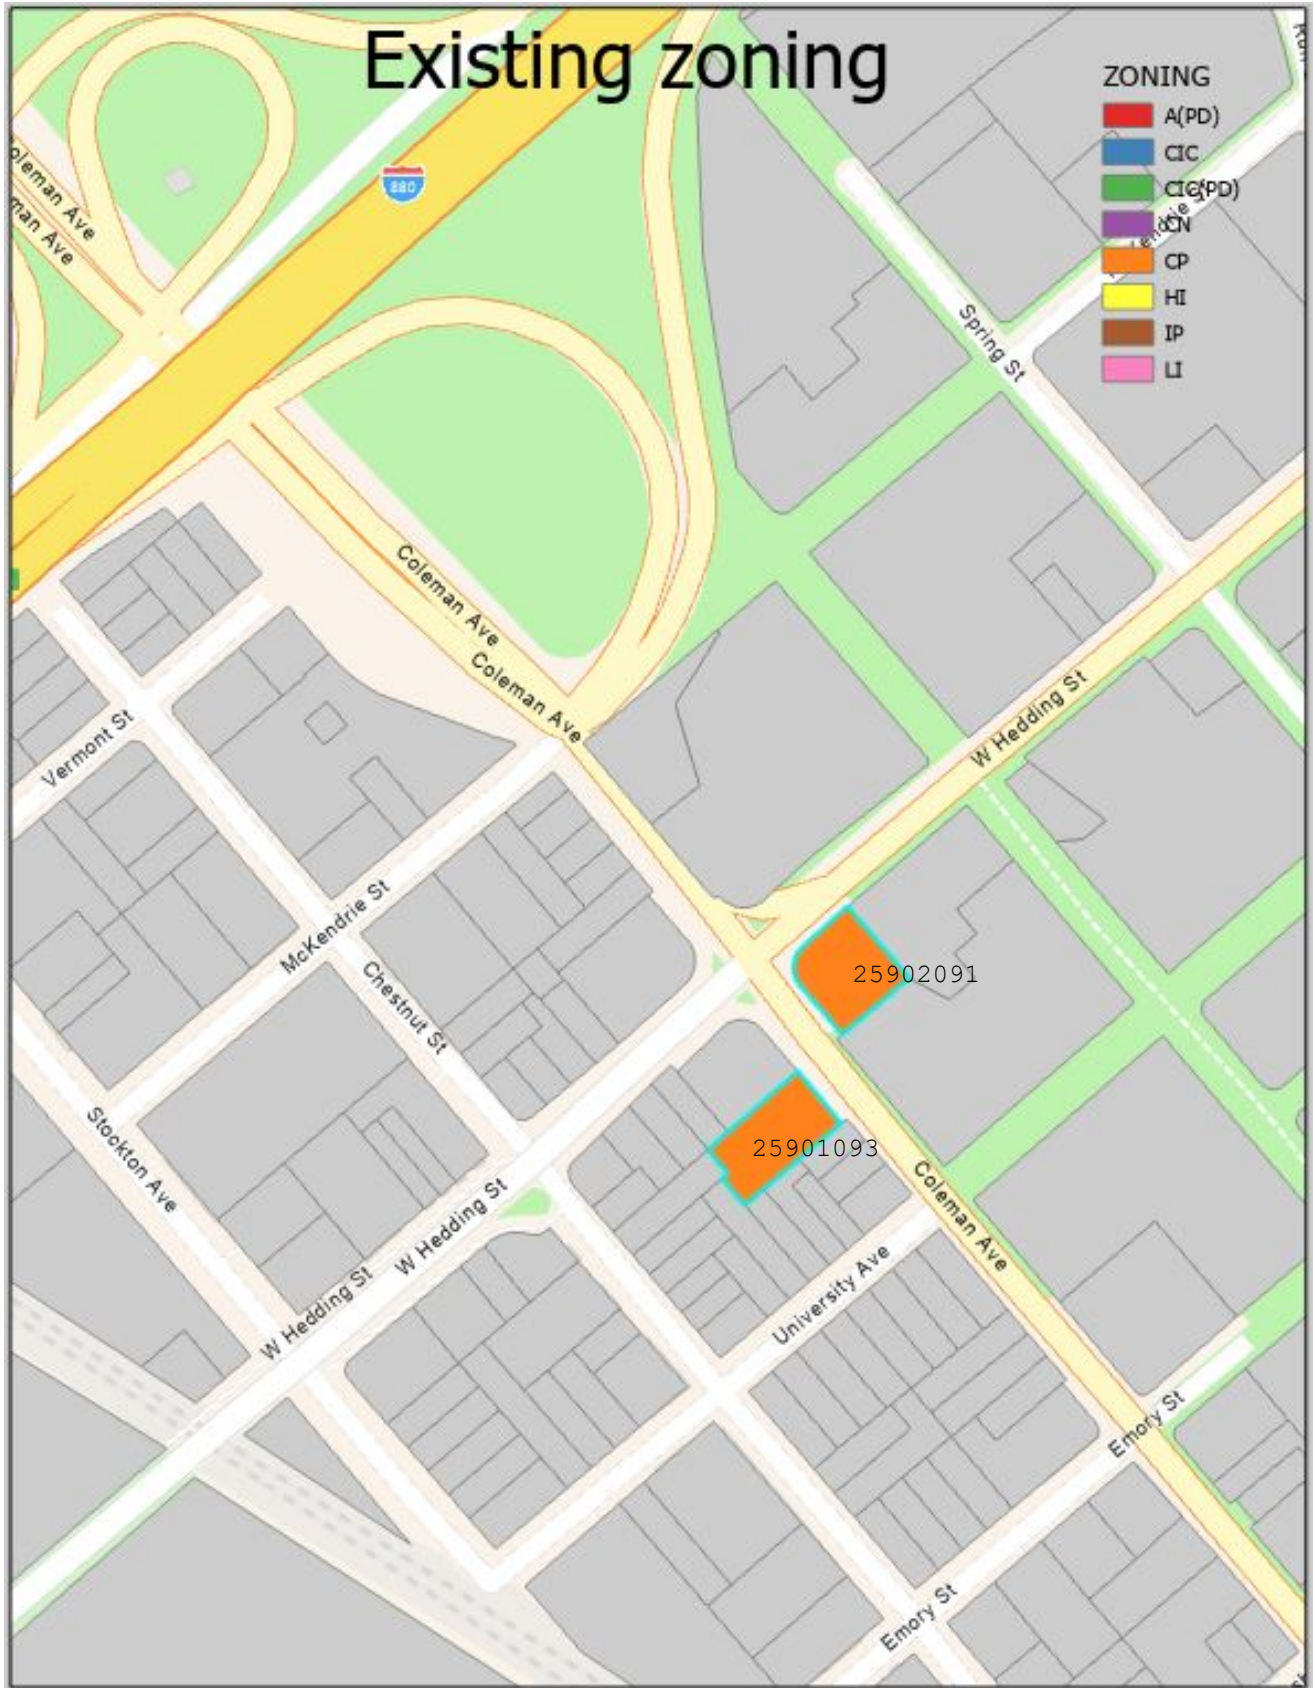 Existing zoning
ZONING
A(PD)
CIC
CIC(PD)
CN
CP
HI
IP
LI
880
oleman Ave
man Ave
Spring St
Coleman Ave
Coleman Ave
W Hedding St
Vermont St
McKendrie St
Chestnut St
25902091
25901093
Stockton Ave
W Hedding St
W Hedding St
Coleman Ave
University Ave
Emory St
Emory St